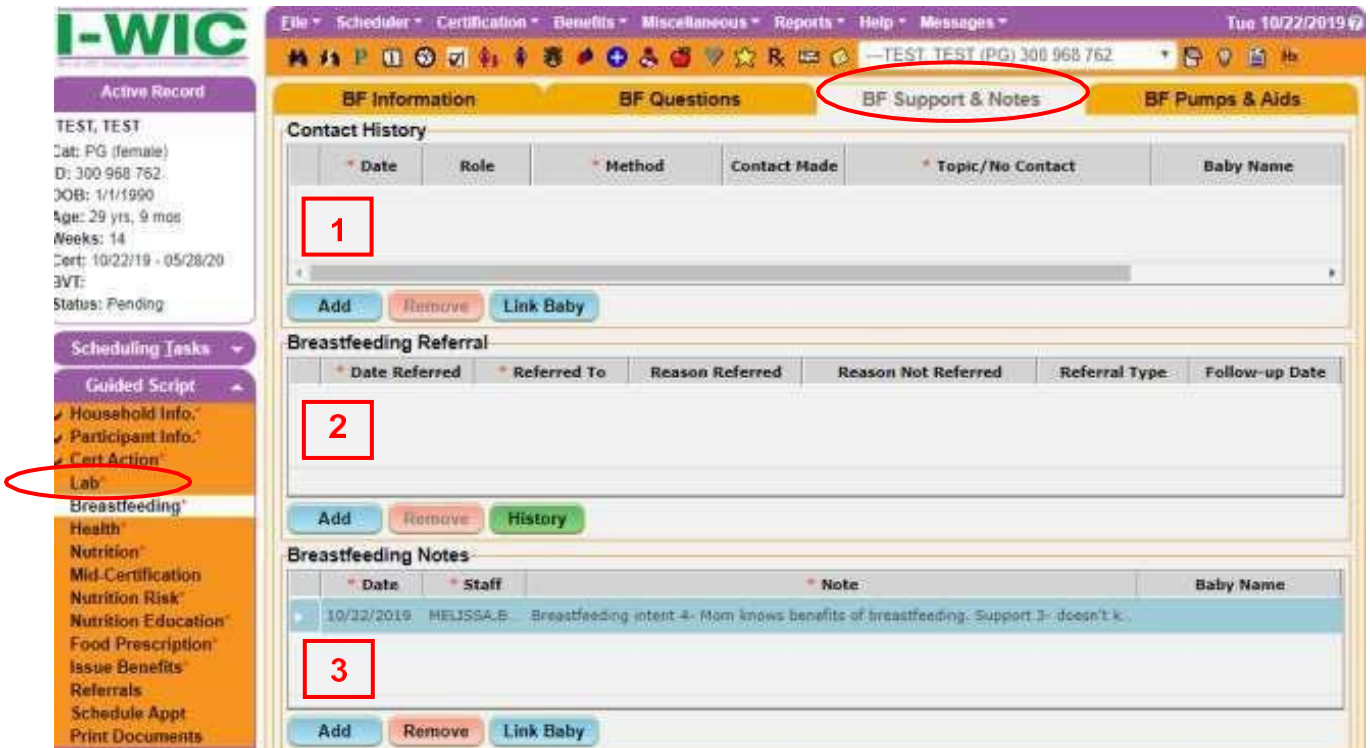 I-WIC
File Scheduler Certification Benefits Miscellaneous Reports Help Messages Tue 10/22/2019
---TEST, TEST (PG) 300 968 762
Active Record
TEST, TEST
Cat: PG (female)
ID: 300 968 762
DOB: 1/1/1990
Age: 29 yrs, 9 mos
Weeks: 14
Cert: 10/22/19 - 05/28/20
BVT:
Status: Pending
Scheduling Tasks
Guided Script
Household Info.*
Participant Info.*
Cert Action*
Lab*
Breastfeeding*
Health*
Nutrition*
Mid-Certification
Nutrition Risk*
Nutrition Education*
Food Prescription*
Issue Benefits*
Referrals
Schedule Appt
Print Documents
BF Information BF Questions BF Support & Notes BF Pumps & Aids
Contact History
* Date Role * Method Contact Made * Topic/No Contact Baby Name
1
Add Remove Link Baby
Breastfeeding Referral
* Date Referred * Referred To Reason Referred Reason Not Referred Referral Type Follow-up Date
2
Add Remove History
Breastfeeding Notes
* Date * Staff * Note Baby Name
10/22/2019 MELISSA.B... Breastfeeding intent 4- Mom knows benefits of breastfeeding. Support 3- doesn't k...
3
Add Remove Link Baby